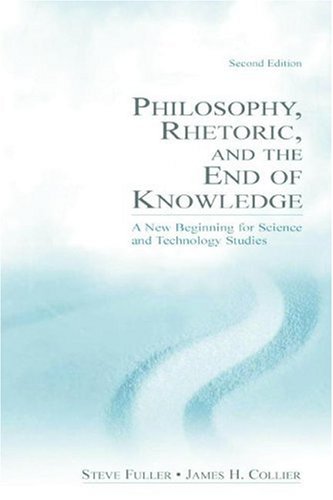 Second Edition
PHILOSOPHY,
RHETORIC,
AND THE
END OF
KNOWLEDGE
A New Beginning for Science
and Technology Studies
STEVE FULLER • JAMES H. COLLIER